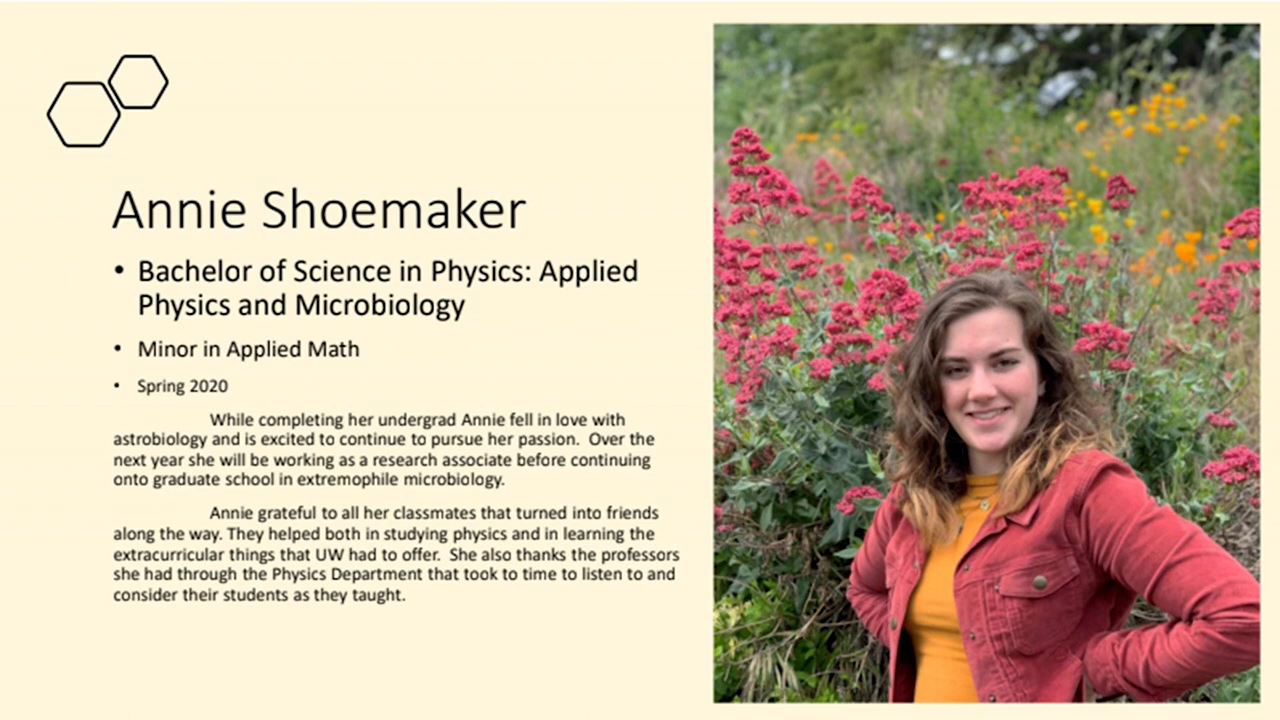 Annie Shoemaker
• Bachelor of Science in Physics: Applied
Physics and Microbiology
• Minor in Applied Math
• Spring 2020
While completing her undergrad Annie fell in love with
astrobiology and is excited to continue to pursue her passion.  Over the
next year she will be working as a research associate before continuing
onto graduate school in extremophile microbiology.
Annie grateful to all her classmates that turned into friends
along the way. They helped both in studying physics and in learning the
extracurricular things that UW had to offer.  She also thanks the professors
she had through the Physics Department that took to time to listen to and
consider their students as they taught.